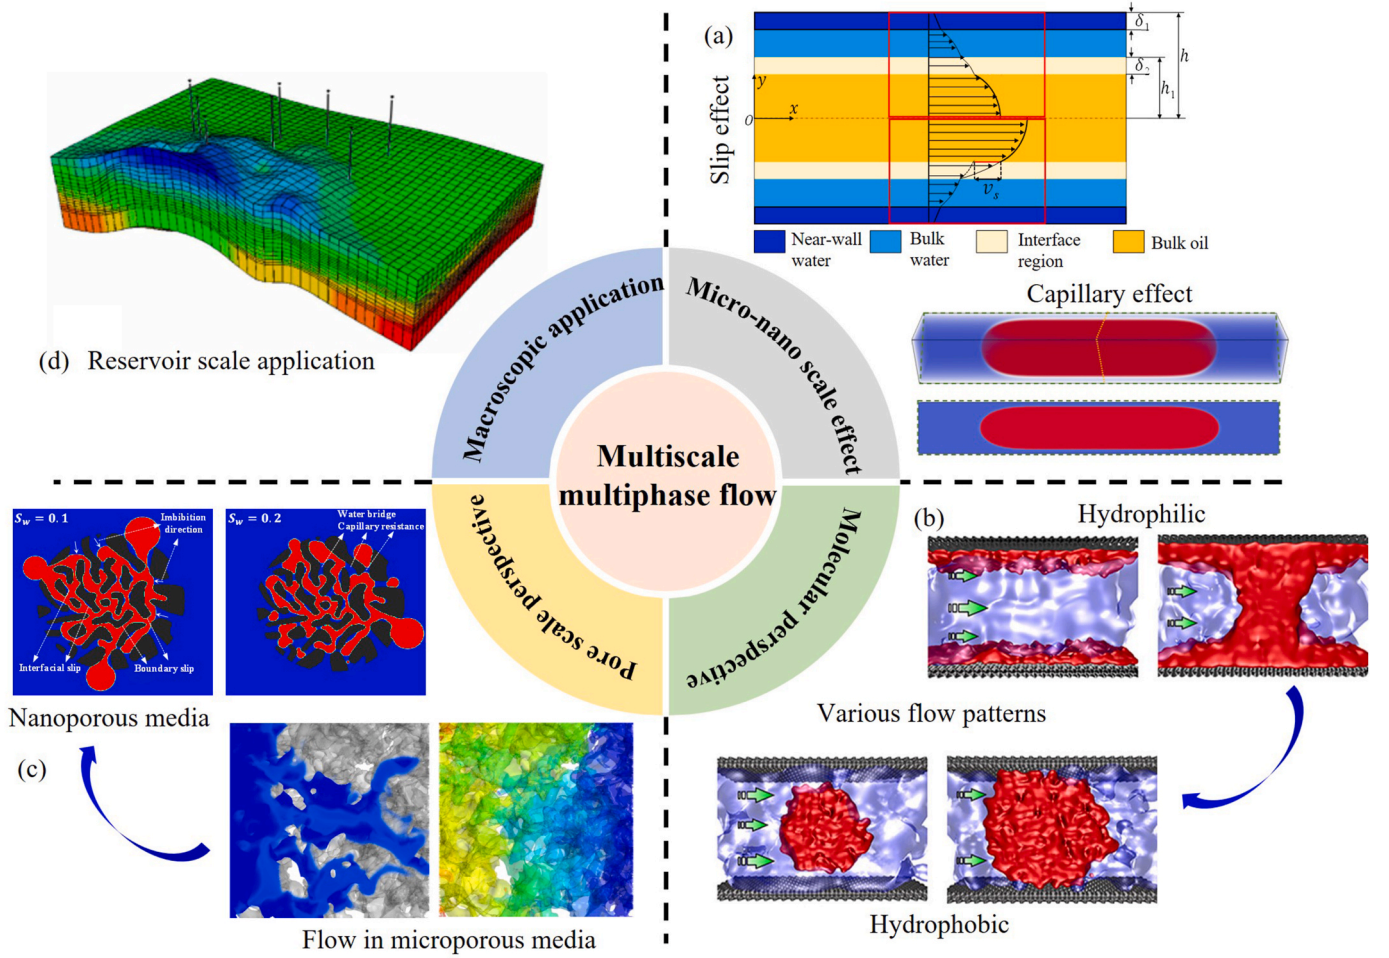 (a)
Slip effect
y
x
O
δ₁
δ₂
h
h₁
vₛ
Near-wall
water
Bulk
water
Interface
region
Bulk oil
Capillary effect
(d) Reservoir scale application
Macroscopic application
Micro-nano scale effect
Multiscale
multiphase flow
Pore scale perspective
Molecular perspective
(b)
Hydrophilic
Various flow patterns
Hydrophobic
S_w = 0.1
Imbibition
direction
Interfacial slip
Boundary slip
S_w = 0.2
Water bridge
Capillary resistance
Nanoporous media
(c)
Flow in microporous media